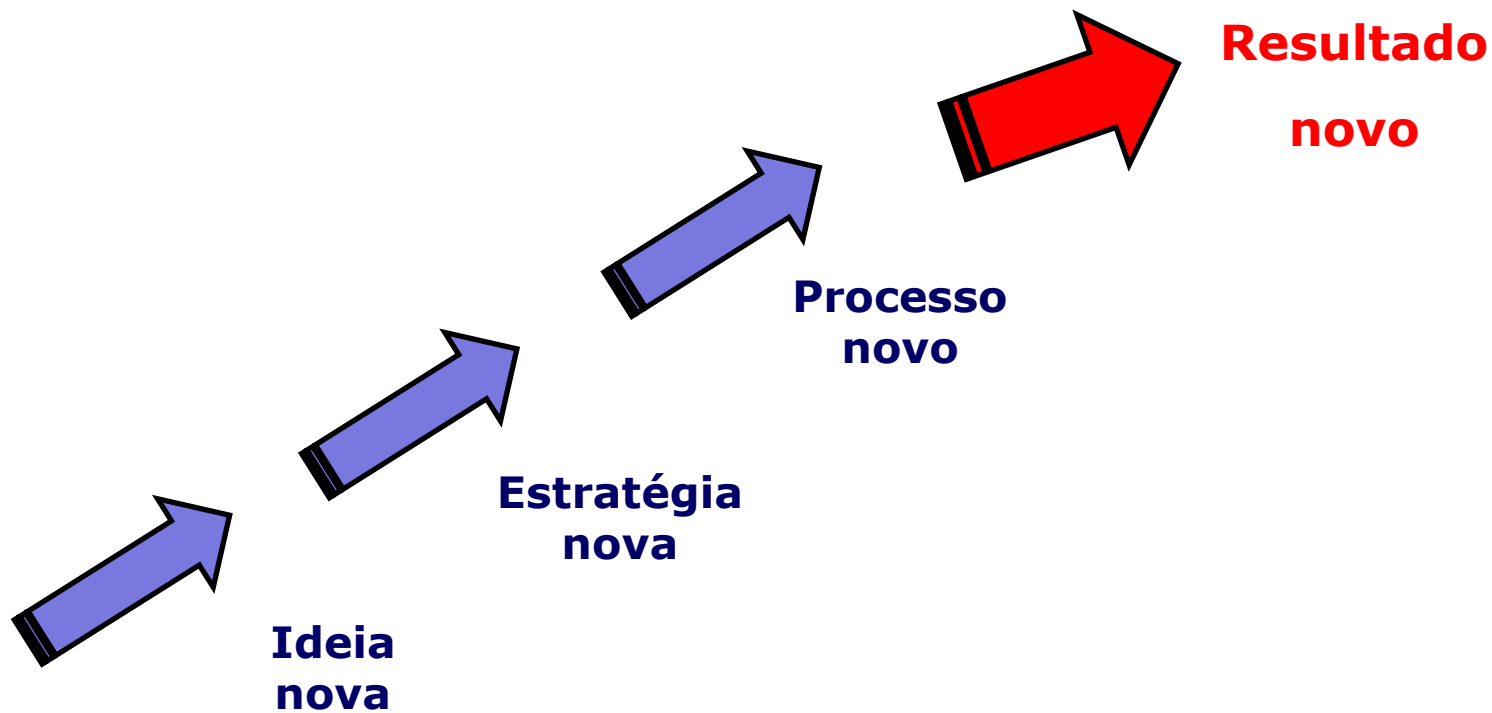 Resultado
novo
Processo
novo
Estratégia
nova
Ideia
nova